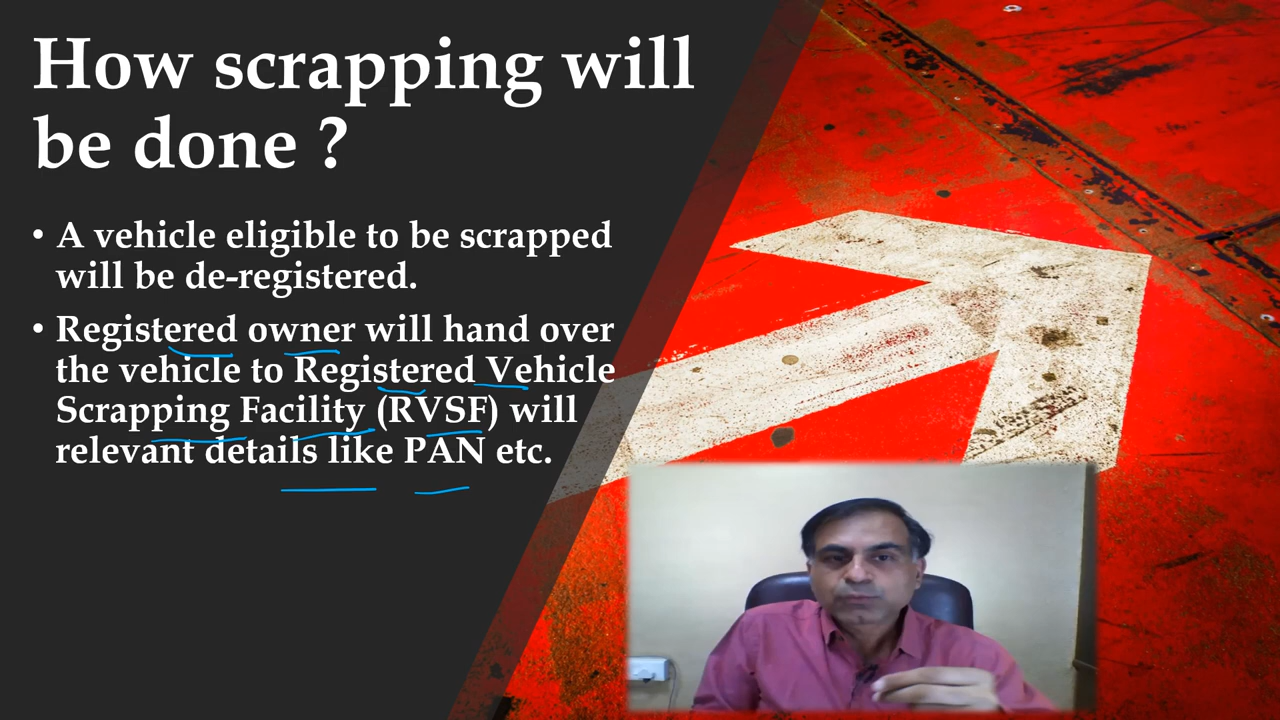 How scrapping will
be done ?
• A vehicle eligible to be scrapped
will be de-registered.
• Registered owner will hand over
the vehicle to Registered Vehicle
Scrapping Facility (RVSF) will
relevant details like PAN etc.